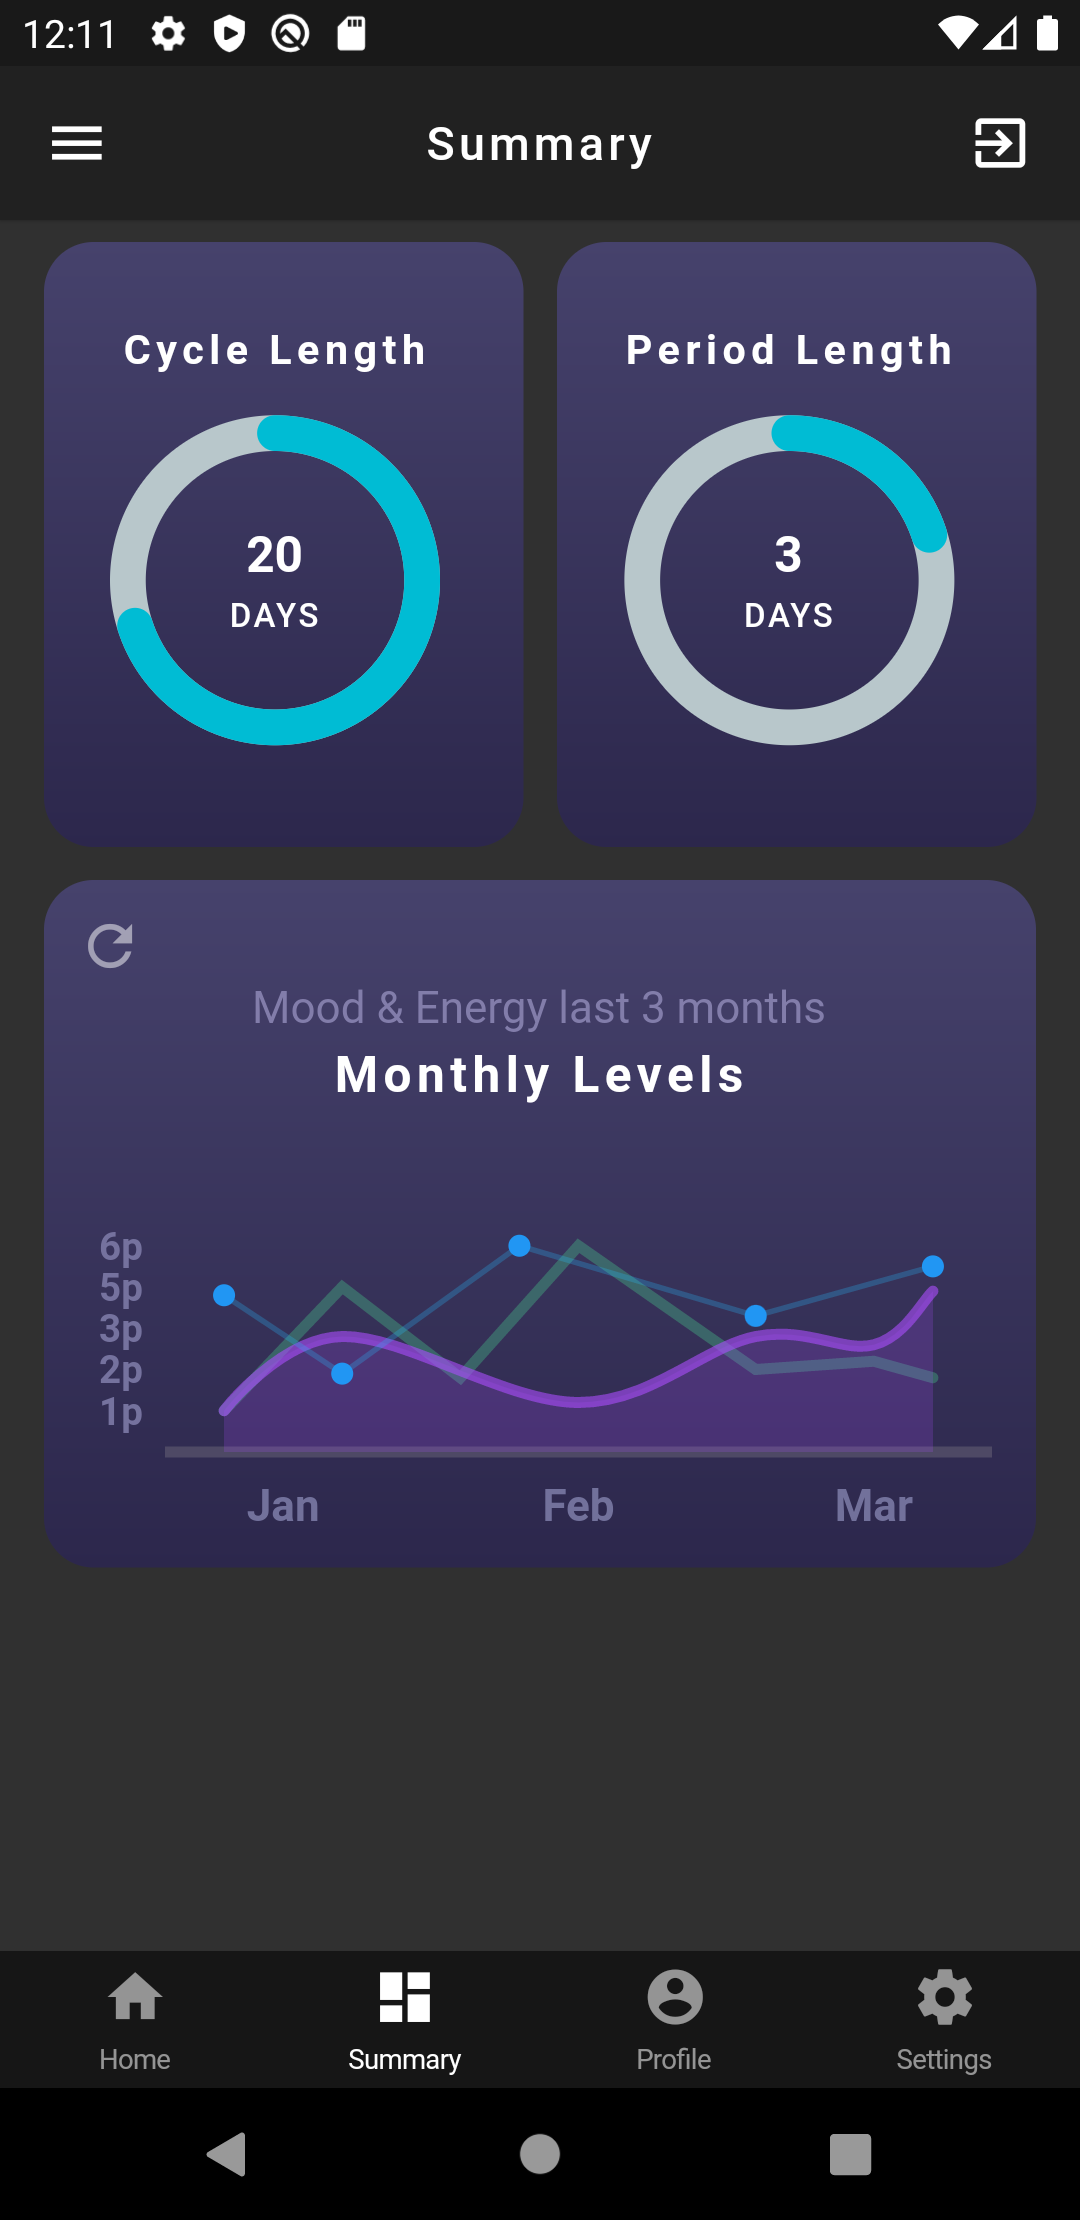 12:11
Summary
Cycle Length
Period Length
20
DAYS
3
DAYS
Mood & Energy last 3 months
Monthly Levels
6p
5p
3p
2p
1p
Jan
Feb
Mar
Home
Summary
Profile
Settings